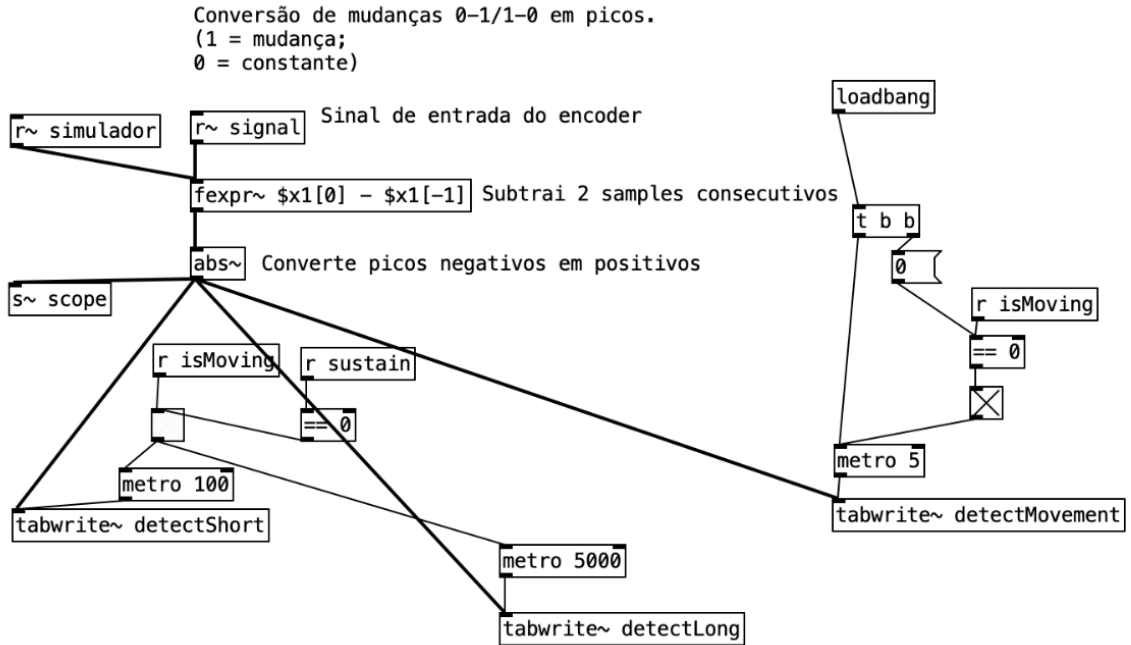 Conversão de mudanças 0-1/1-0 em picos.
(1 = mudança;
0 = constante)
loadbang
r~ simulador
r~ signal
Sinal de entrada do encoder
fexpr~ $x1[0] - $x1[-1]
Subtrai 2 samples consecutivos
t b b
abs~
Converte picos negativos em positivos
0
s~ scope
r isMoving
r isMoving
r sustain
== 0
== 0
metro 5
metro 100
tabwrite~ detectShort
tabwrite~ detectMovement
metro 5000
tabwrite~ detectLong